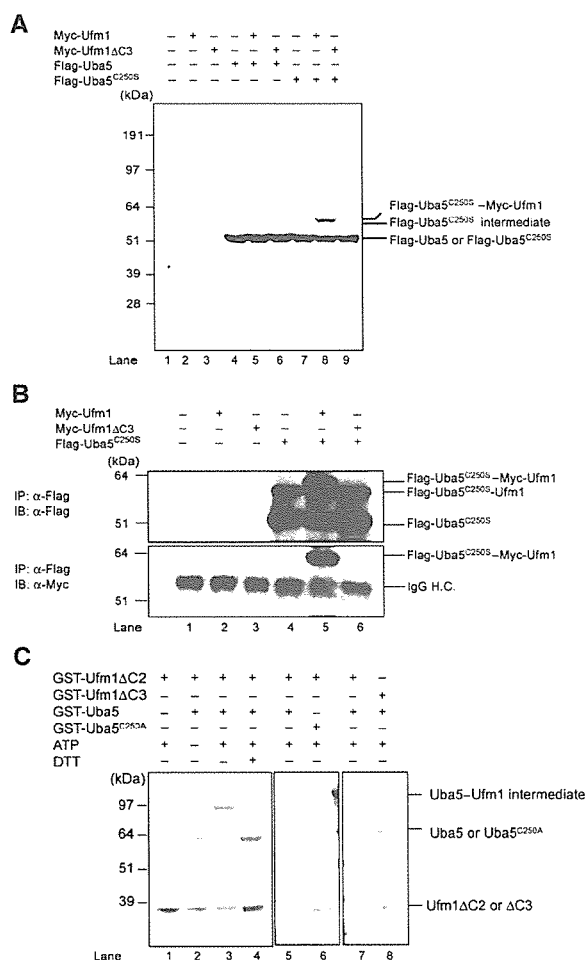 A
Myc-Ufm1 – + – – + – – + –
Myc-Ufm1ΔC3 – – + – – + – – +
Flag-Uba5 – – – + + + – – –
Flag-Uba5C250S – – – – – – + + +
(kDa)
191
97
64
51
39
28
Flag-Uba5C250S –Myc-Ufm1
Flag-Uba5C250S intermediate
Flag-Uba5 or Flag-Uba5C250S
Lane 1 2 3 4 5 6 7 8 9
B
Myc-Ufm1 – + – – + –
Myc-Ufm1ΔC3 – – + – – +
Flag-Uba5C250S – – – + + +
(kDa)
64
51
IP: α-Flag
IB: α-Flag
Flag-Uba5C250S–Myc-Ufm1
Flag-Uba5C250S-Ufm1
Flag-Uba5C250S
64
51
IP: α-Flag
IB: α-Myc
Flag-Uba5C250S–Myc-Ufm1
IgG H.C.
Lane 1 2 3 4 5 6
C
GST-Ufm1ΔC2 + + + + + + + –
GST-Ufm1ΔC3 – – – – – – – +
GST-Uba5 – + + + + – + +
GST-Uba5C250A – – – – – + – –
ATP + – + + + + + +
DTT – – – + – – – –
(kDa)
97
64
51
39
Uba5–Ufm1 intermediate
Uba5 or Uba5C250A
Ufm1ΔC2 or ΔC3
Lane 1 2 3 4 5 6 7 8